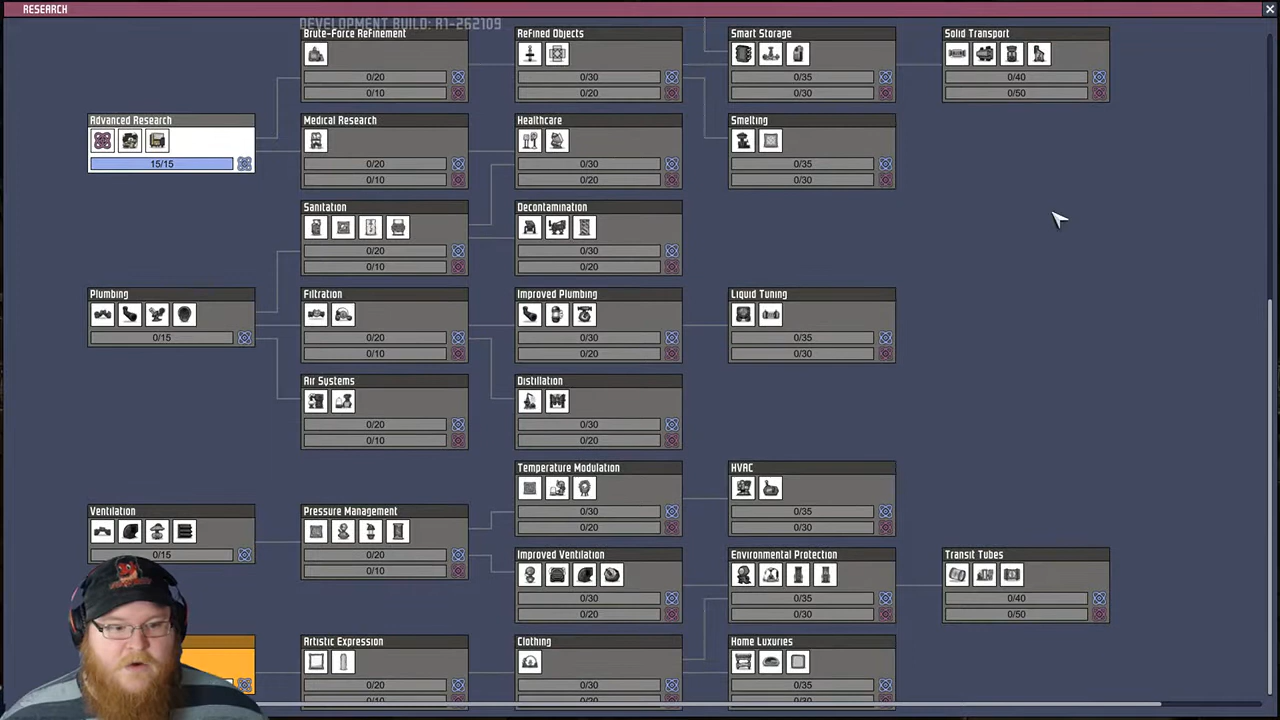 RESEARCH
DEVELOPMENT BUILD: R1-262109
Brute-Force Refinement
0/20
0/10
Refined Objects
0/30
0/20
Smart Storage
0/35
0/30
Solid Transport
0/40
0/50
Advanced Research
15/15
Medical Research
0/20
0/10
Healthcare
0/30
0/20
Smelting
0/35
0/30
Sanitation
0/20
0/10
Decontamination
0/30
0/20
Plumbing
0/15
Filtration
0/20
0/10
Improved Plumbing
0/30
0/20
Liquid Tuning
0/35
0/30
Air Systems
0/20
0/10
Distillation
0/30
0/20
Temperature Modulation
0/30
0/20
HVAC
0/35
0/30
Ventilation
0/15
Pressure Management
0/20
0/10
Improved Ventilation
0/30
0/20
Environmental Protection
0/35
0/30
Transit Tubes
0/40
0/50
Artistic Expression
0/20
0/10
Clothing
0/30
0/20
Home Luxuries
0/35
0/30